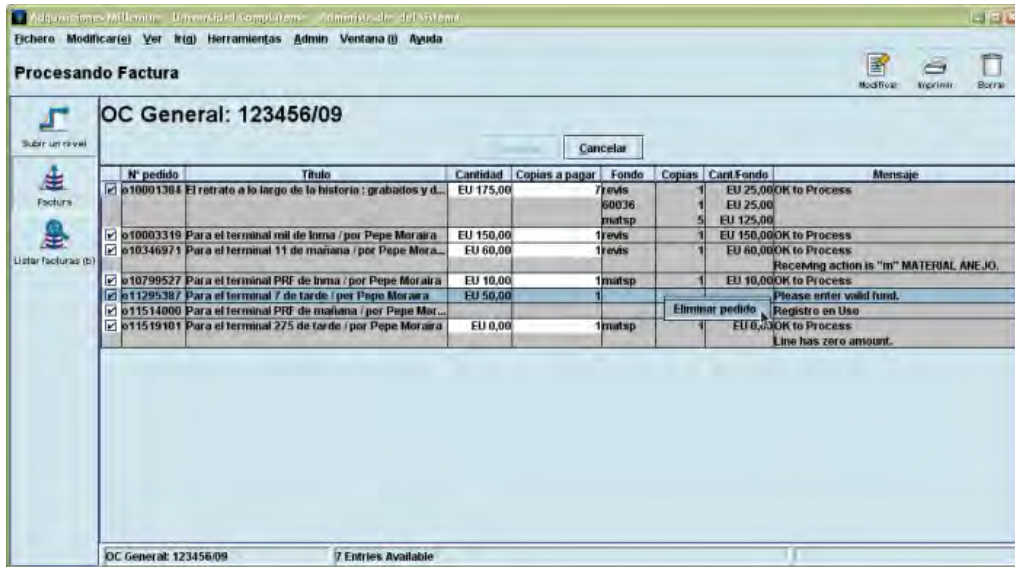 Adquisiciones Millennium Universidad Complutense Administrador del sistema
Fichero Modificar(e) Ver Ir(q) Herramientas Admin Ventana (l) Ayuda
Procesando Factura
Modificar Imprimir Borrar
Subir un nivel
Factura
Listar facturas (b)
OC General: 123456/09
Cancelar
Nº pedido Título Cantidad Copias a pagar Fondo Copias Cant.Fondo Mensaje
o10001384 El retrato a lo largo de la historia : grabados y d... EU 175,00 7 revis 1 EU 25,00 OK to Process
60036 1 EU 25,00
matsp 5 EU 125,00
o10003319 Para el terminal mil de Inma / por Pepe Moraira EU 150,00 1 revis 1 EU 150,00 OK to Process
o10346971 Para el terminal 11 de mañana / por Pepe Mora... EU 60,00 1 revis 1 EU 60,00 OK to Process
Receiving action is "m" MATERIAL ANEJO.
o10799527 Para el terminal PRF de Inma / por Pepe Moraira EU 10,00 1 matsp 1 EU 10,00 OK to Process
o11295387 Para el terminal 7 de tarde / por Pepe Moraira EU 50,00 1 Please enter valid fund.
o11514000 Para el terminal PRF de mañana / por Pepe Mor... Registro en Uso
Eliminar pedido
o11519101 Para el terminal 275 de tarde / por Pepe Moraira EU 0,00 1 matsp 1 EU 0,00 OK to Process
Line has zero amount.
OC General: 123456/09 7 Entries Available